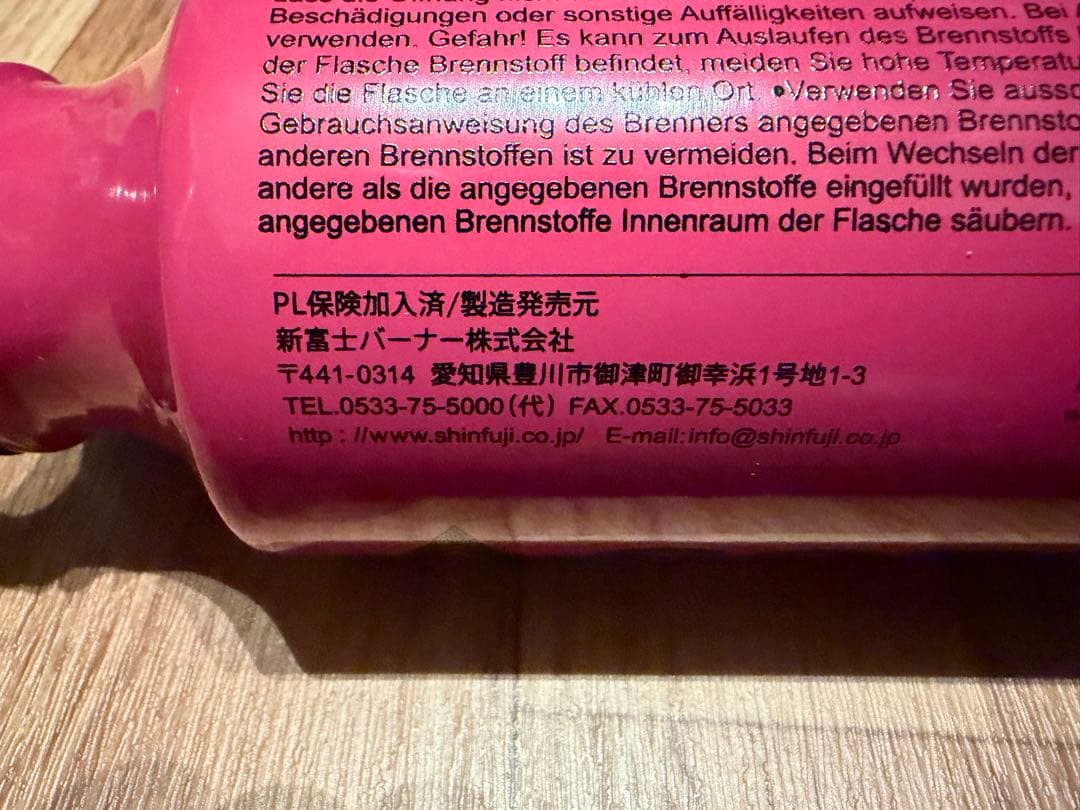 Beschädigungen oder sonstige Auffälligkeiten aufweisen. Bei
verwenden. Gefahr! Es kann zum Auslaufen des Brennstoffs
der Flasche Brennstoff befindet, meiden Sie hohe
Sie die Flasche an einem kühlen Ort. •Verwenden Sie
Gebrauchsanweisung des Brenners angegebenen
anderen Brennstoffen ist zu vermeiden. Beim Wechseln der
andere als die angegebenen Brennstoffe eingefüllt wurden,
angegebenen Brennstoffe Innenraum der Flasche säubern.
PL保険加入済/製造発売元
新富士バーナー株式会社
〒441-0314 愛知県豊川市御津町御幸浜1号地1-3
TEL.0533-75-5000(代) FAX.0533-75-5033
http://www.shinfuji.co.jp/ E-mail:info@shinfuji.co.jp